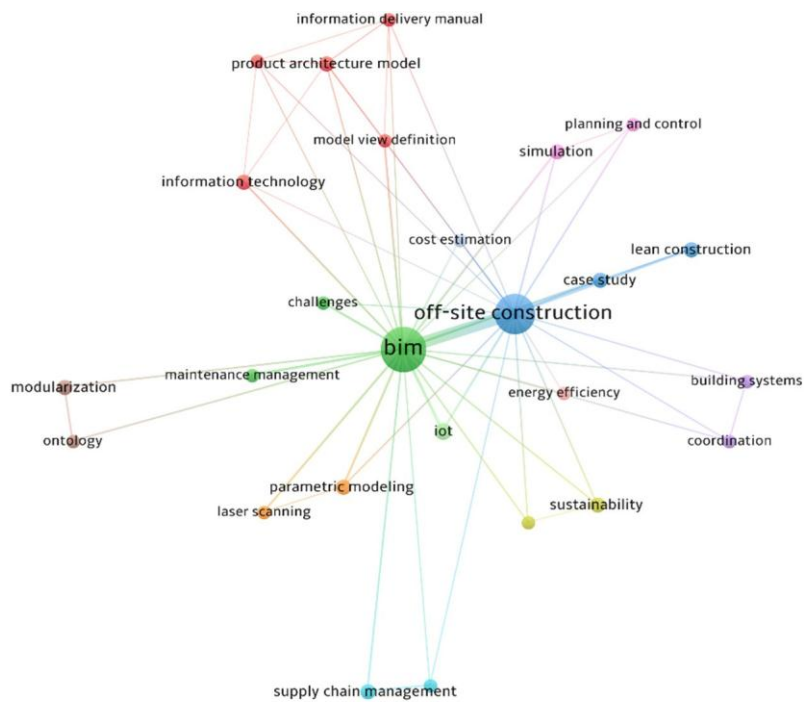 information delivery manual
product architecture model
planning and control
model view definition
simulation
information technology
cost estimation
lean construction
case study
challenges
off-site construction
bim
maintenance management
building systems
modularization
energy efficiency
ontology
iot
coordination
parametric modeling
sustainability
laser scanning
supply chain management